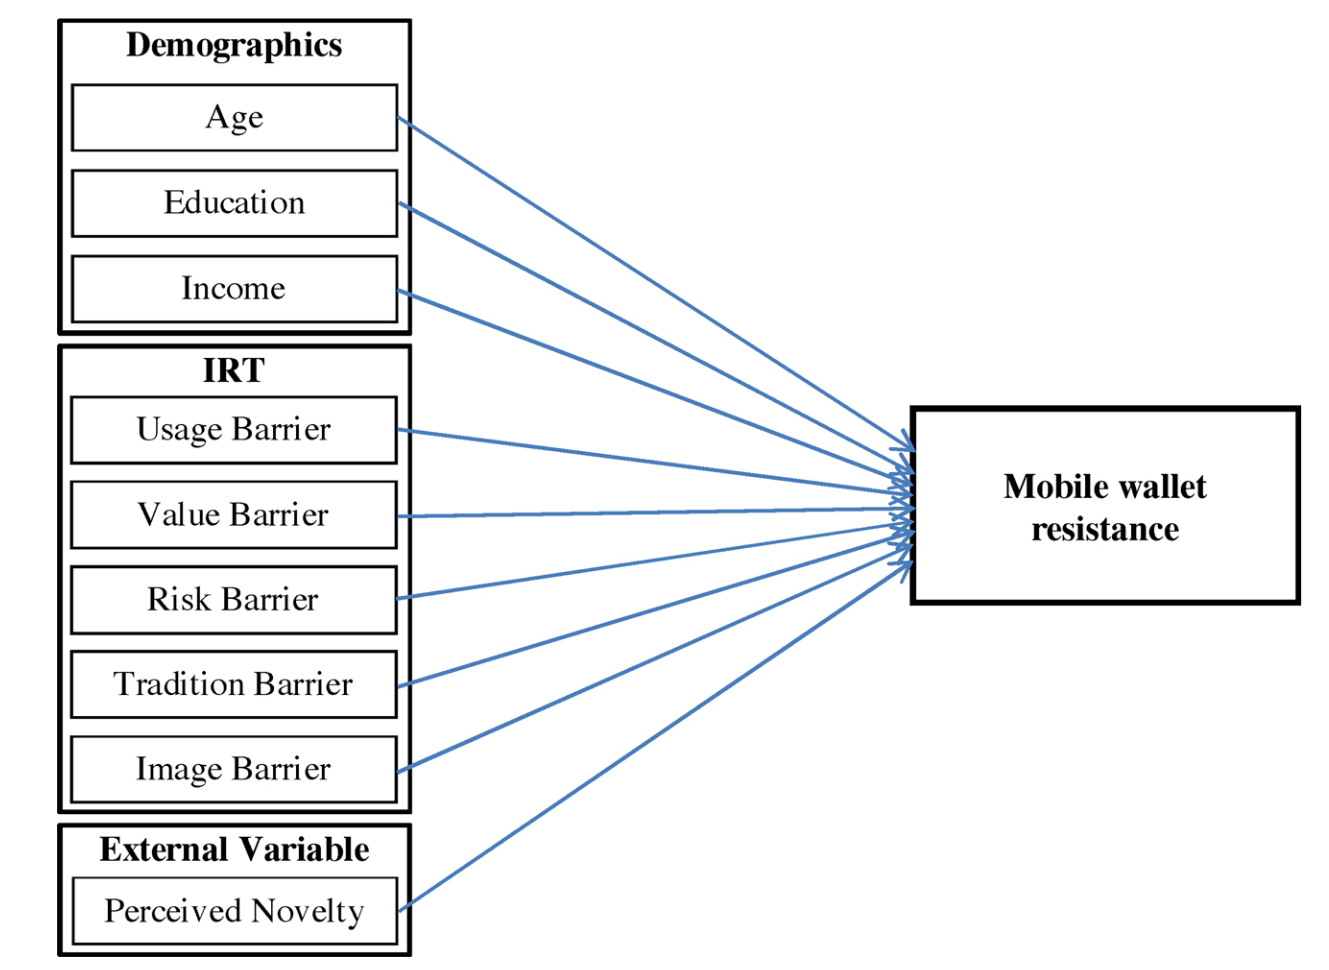 Demographics
Age
Education
Income
IRT
Usage Barrier
Value Barrier
Risk Barrier
Tradition Barrier
Image Barrier
External Variable
Perceived Novelty
Mobile wallet
resistance